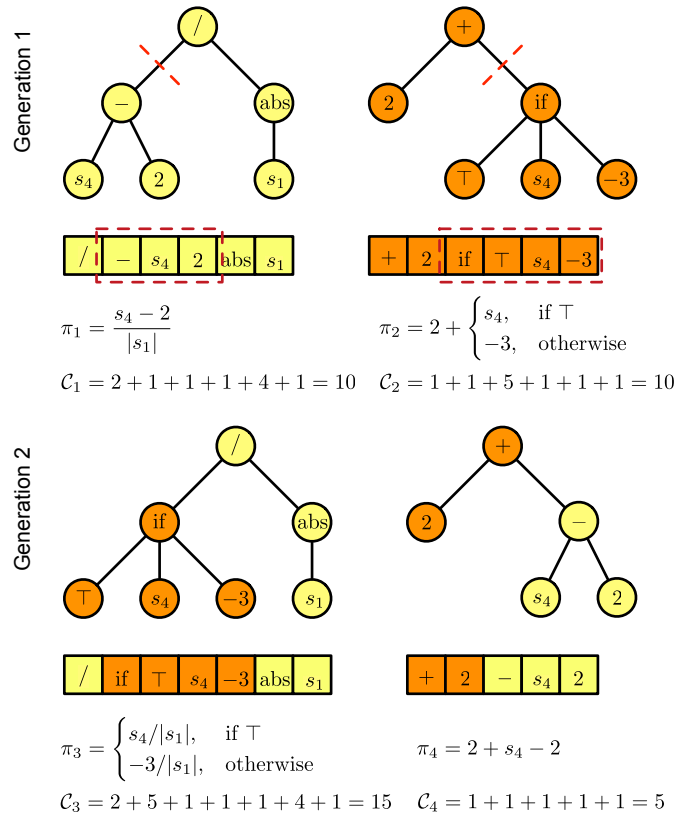 Generation 1
/
− abs
s₄ 2 s₁
/ − s₄ 2 abs s₁
π₁ = (s₄ − 2) / |s₁|
𝒞₁ = 2 + 1 + 1 + 1 + 4 + 1 = 10
+
2 if
⊤ s₄ −3
+ 2 if ⊤ s₄ −3
π₂ = 2 + { s₄, if ⊤
−3, otherwise
𝒞₂ = 1 + 1 + 5 + 1 + 1 + 1 = 10
Generation 2
/
if abs
⊤ s₄ −3 s₁
/ if ⊤ s₄ −3 abs s₁
π₃ = { s₄/|s₁|, if ⊤
−3/|s₁|, otherwise
𝒞₃ = 2 + 5 + 1 + 1 + 1 + 4 + 1 = 15
+
2 −
s₄ 2
+ 2 − s₄ 2
π₄ = 2 + s₄ − 2
𝒞₄ = 1 + 1 + 1 + 1 + 1 = 5